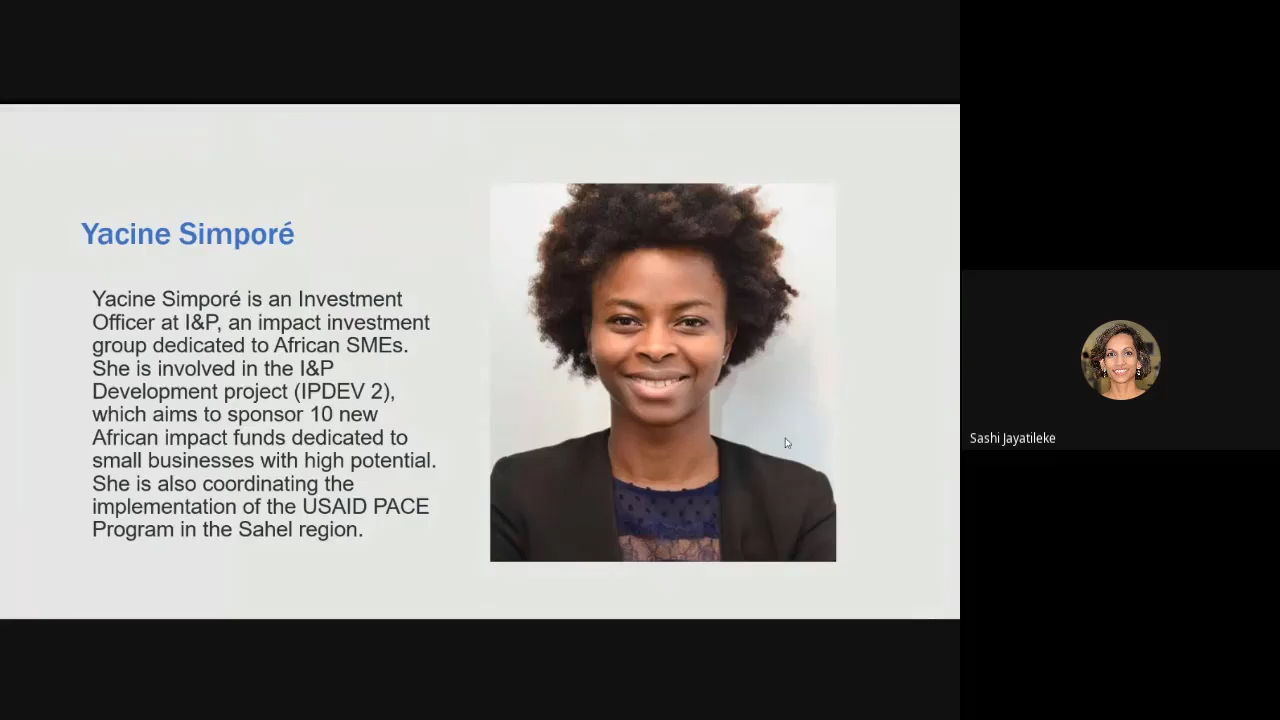 Yacine Simporé
Yacine Simporé is an Investment
Officer at I&P, an impact investment
group dedicated to African SMEs.
She is involved in the I&P
Development project (IPDEV 2),
which aims to sponsor 10 new
African impact funds dedicated to
small businesses with high potential.
She is also coordinating the
implementation of the USAID PACE
Program in the Sahel region.
Sashi Jayatileke